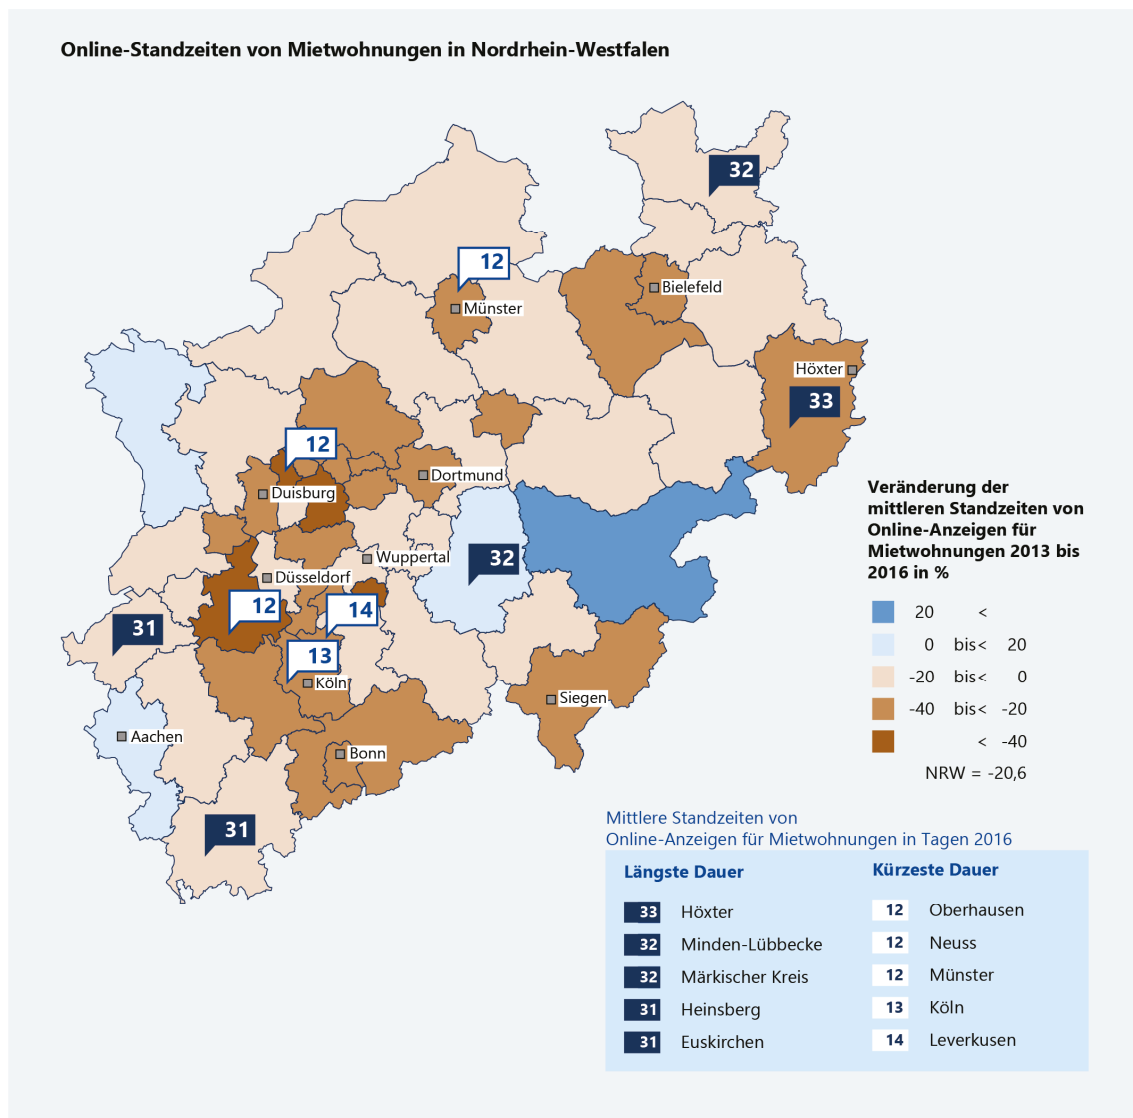 Online-Standzeiten von Mietwohnungen in Nordrhein-Westfalen
32
12
Bielefeld
Münster
Höxter
33
12
Dortmund
Duisburg
Wuppertal
32
Düsseldorf
12
14
31
13
Köln
Siegen
Aachen
Bonn
31
Veränderung der
mittleren Standzeiten von
Online-Anzeigen für
Mietwohnungen 2013 bis
2016 in %
20 <
0 bis< 20
-20 bis< 0
-40 bis< -20
< -40
NRW = -20,6
Mittlere Standzeiten von
Online-Anzeigen für Mietwohnungen in Tagen 2016
Längste Dauer
33 Höxter
32 Minden-Lübbecke
32 Märkischer Kreis
31 Heinsberg
31 Euskirchen
Kürzeste Dauer
12 Oberhausen
12 Neuss
12 Münster
13 Köln
14 Leverkusen